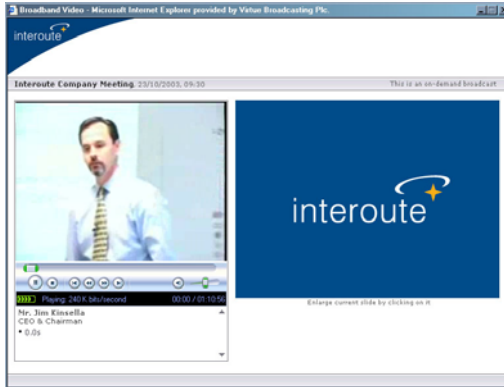 Broadband Video - Microsoft Internet Explorer provided by Virtue Broadcasting Plc.
interoute
Interoute Company Meeting, 23/10/2003, 09:30
This is an on-demand broadcast
interoute
Playing: 240 K bits/second
00:00 / 01:10:56
Enlarge current slide by clicking on it
Mr. Jim Kinsella
CEO & Chairman
• 0.0s